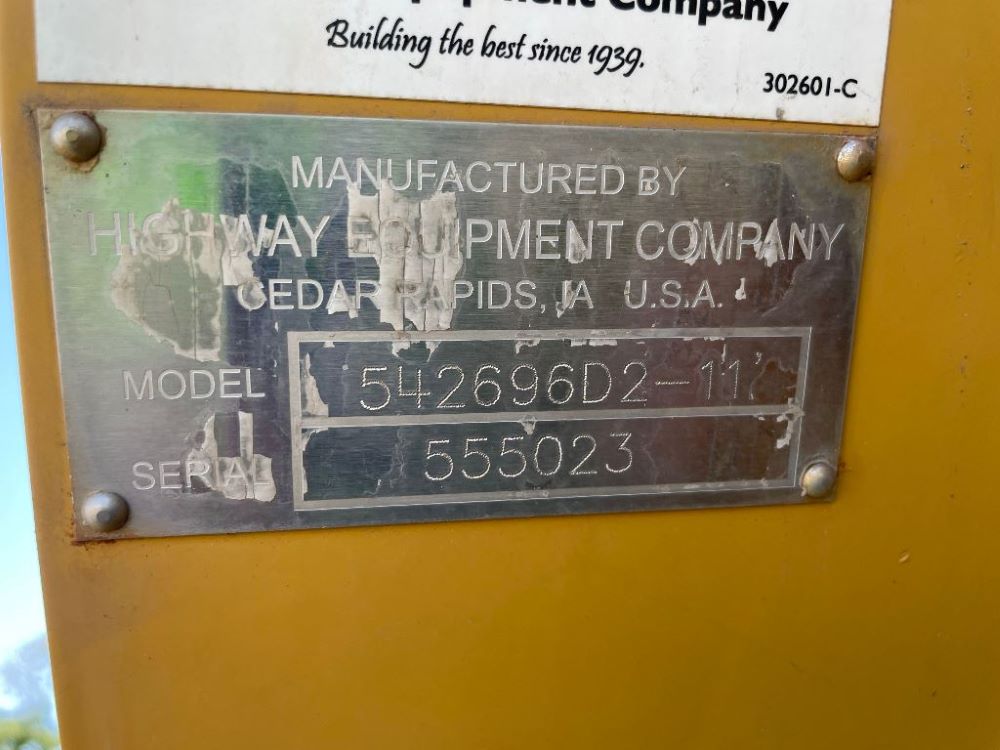 Company
Building the best since 1939.
302601-C
MANUFACTURED BY
HIGHWAY EQUIPMENT COMPANY
CEDAR RAPIDS, IA U.S.A.
MODEL 542696D2-11'
SERIAL 555023